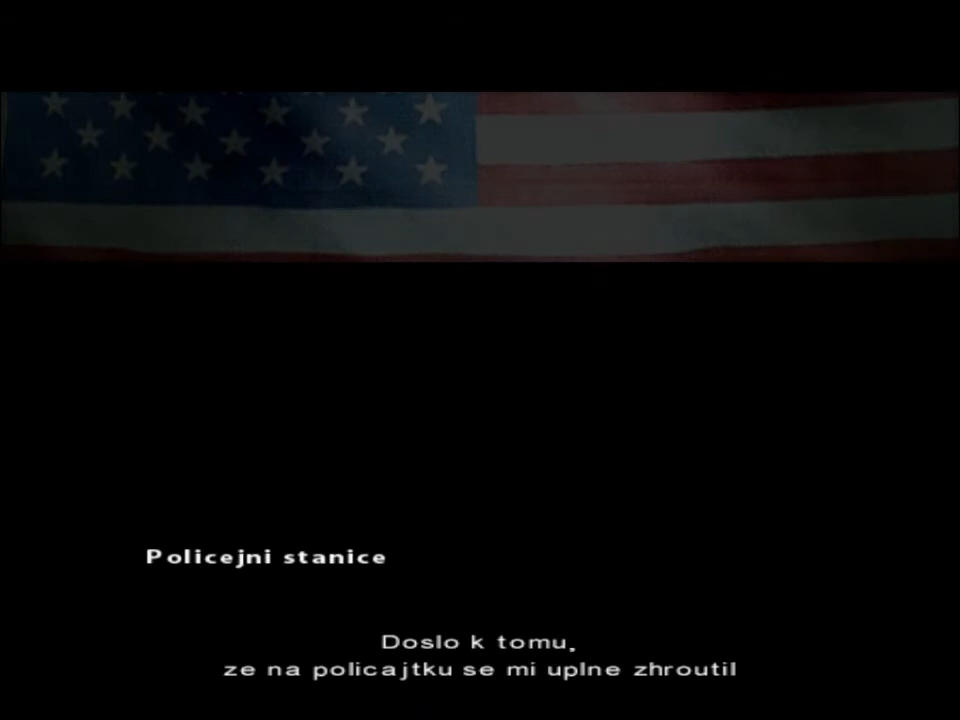 Policejni stanice
Doslo k tomu,
ze na policajtku se mi uplne zhroutil